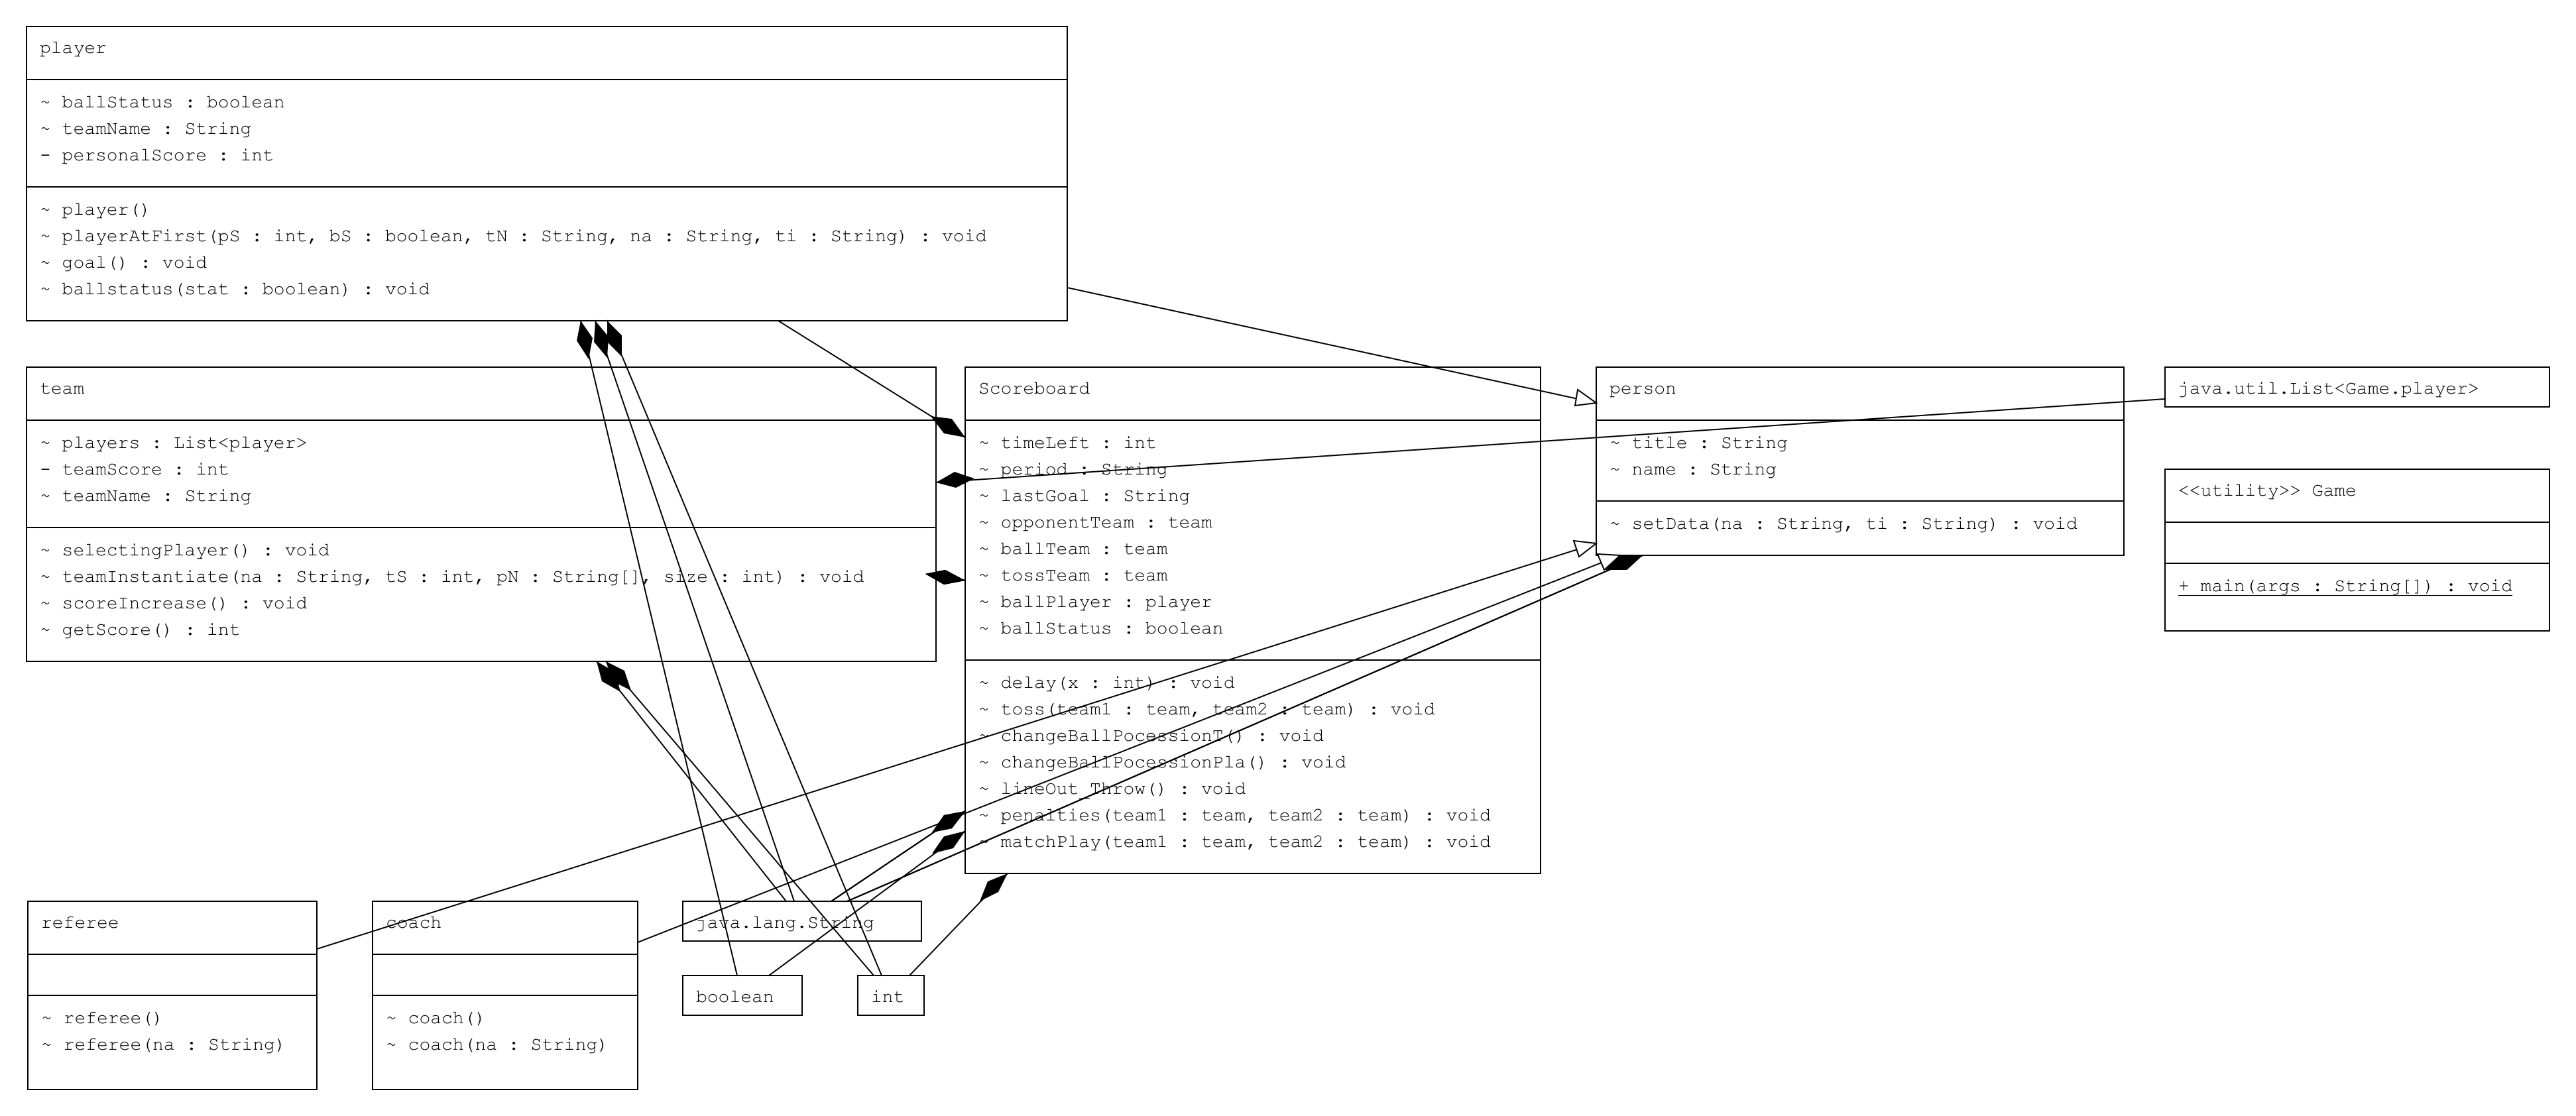 player
~ ballStatus : boolean
~ teamName : String
- personalScore : int
~ player()
~ playerAtFirst(pS : int, bS : boolean, tN : String, na : String, ti : String) : void
~ goal() : void
~ ballstatus(stat : boolean) : void
team
~ players : List<player>
- teamScore : int
~ teamName : String
~ selectingPlayer() : void
~ teamInstantiate(na : String, tS : int, pN : String[], size : int) : void
~ scoreIncrease() : void
~ getScore() : int
Scoreboard
~ timeLeft : int
~ period : String
~ lastGoal : String
~ opponentTeam : team
~ ballTeam : team
~ tossTeam : team
~ ballPlayer : player
~ ballStatus : boolean
~ delay(x : int) : void
~ toss(team1 : team, team2 : team) : void
~ changeBallPocessionT() : void
~ changeBallPocessionPla() : void
~ lineOut_Throw() : void
~ penalties(team1 : team, team2 : team) : void
~ matchPlay(team1 : team, team2 : team) : void
person
~ title : String
~ name : String
~ setData(na : String, ti : String) : void
java.util.List<Game.player>
<<utility>> Game
+ main(args : String[]) : void
referee
~ referee()
~ referee(na : String)
coach
~ coach()
~ coach(na : String)
java.lang.String
boolean
int